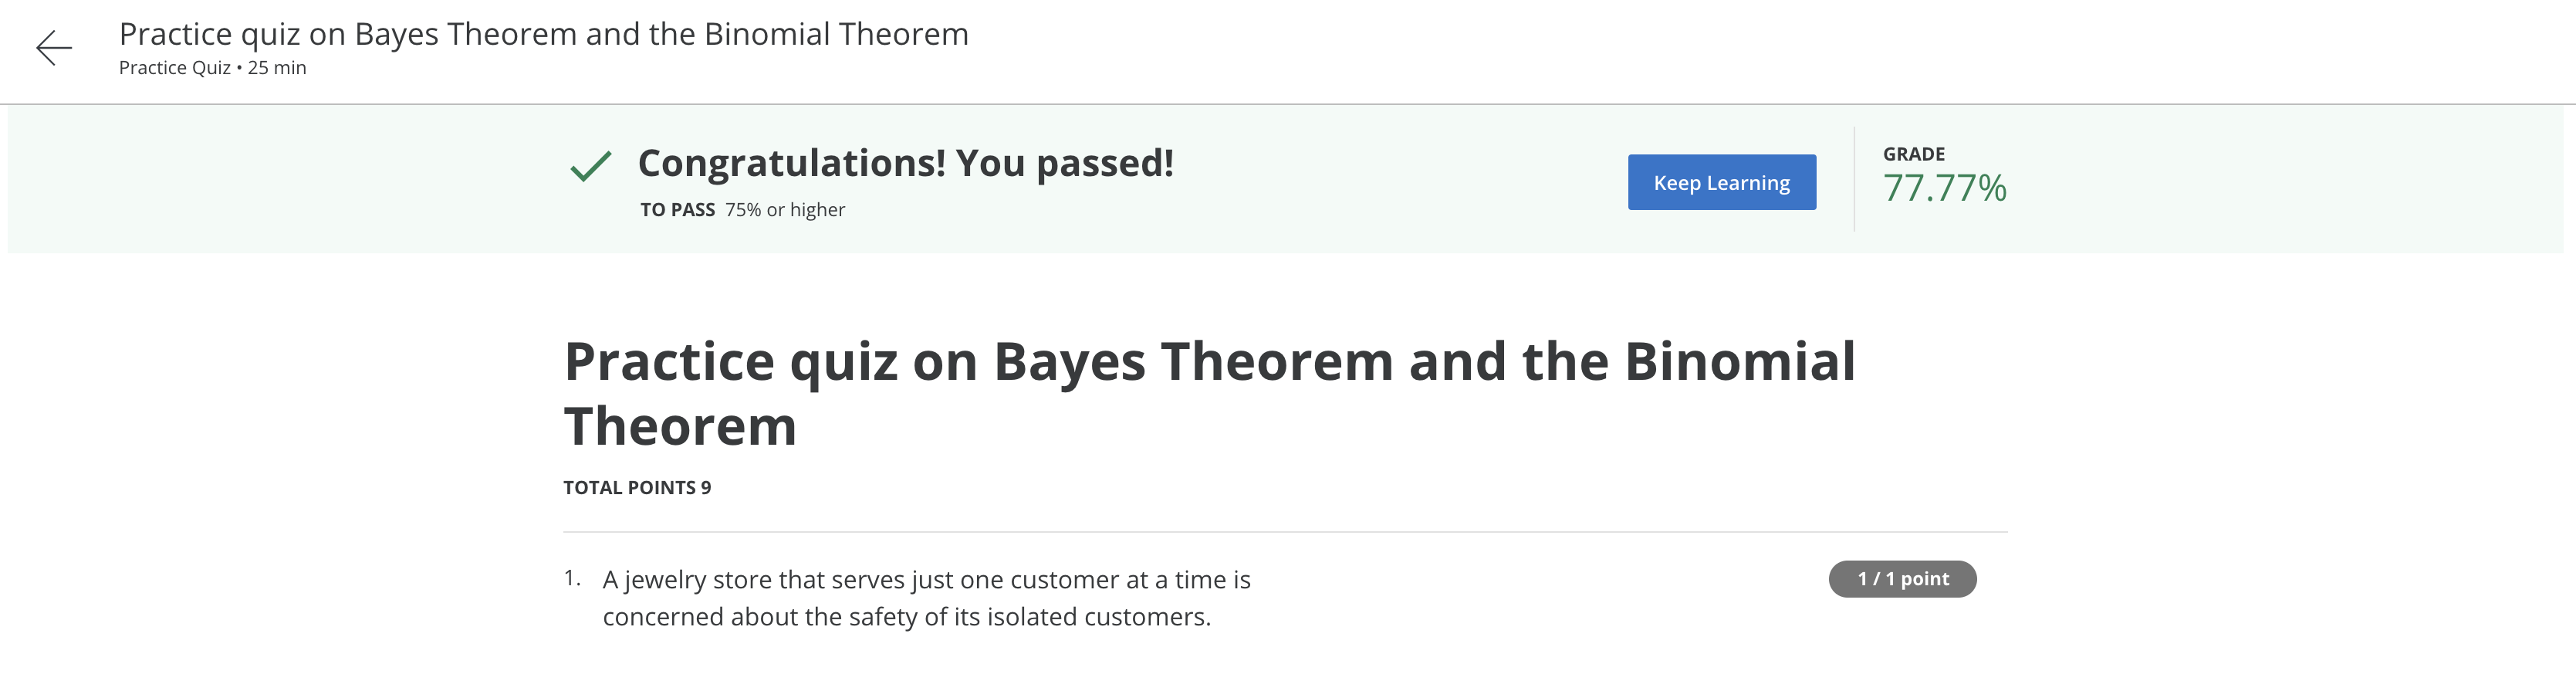 Practice quiz on Bayes Theorem and the Binomial Theorem
Practice Quiz • 25 min
Congratulations! You passed!
TO PASS 75% or higher
Keep Learning
GRADE
77.77%
Practice quiz on Bayes Theorem and the Binomial
Theorem
TOTAL POINTS 9
1. A jewelry store that serves just one customer at a time is
concerned about the safety of its isolated customers.
1 / 1 point